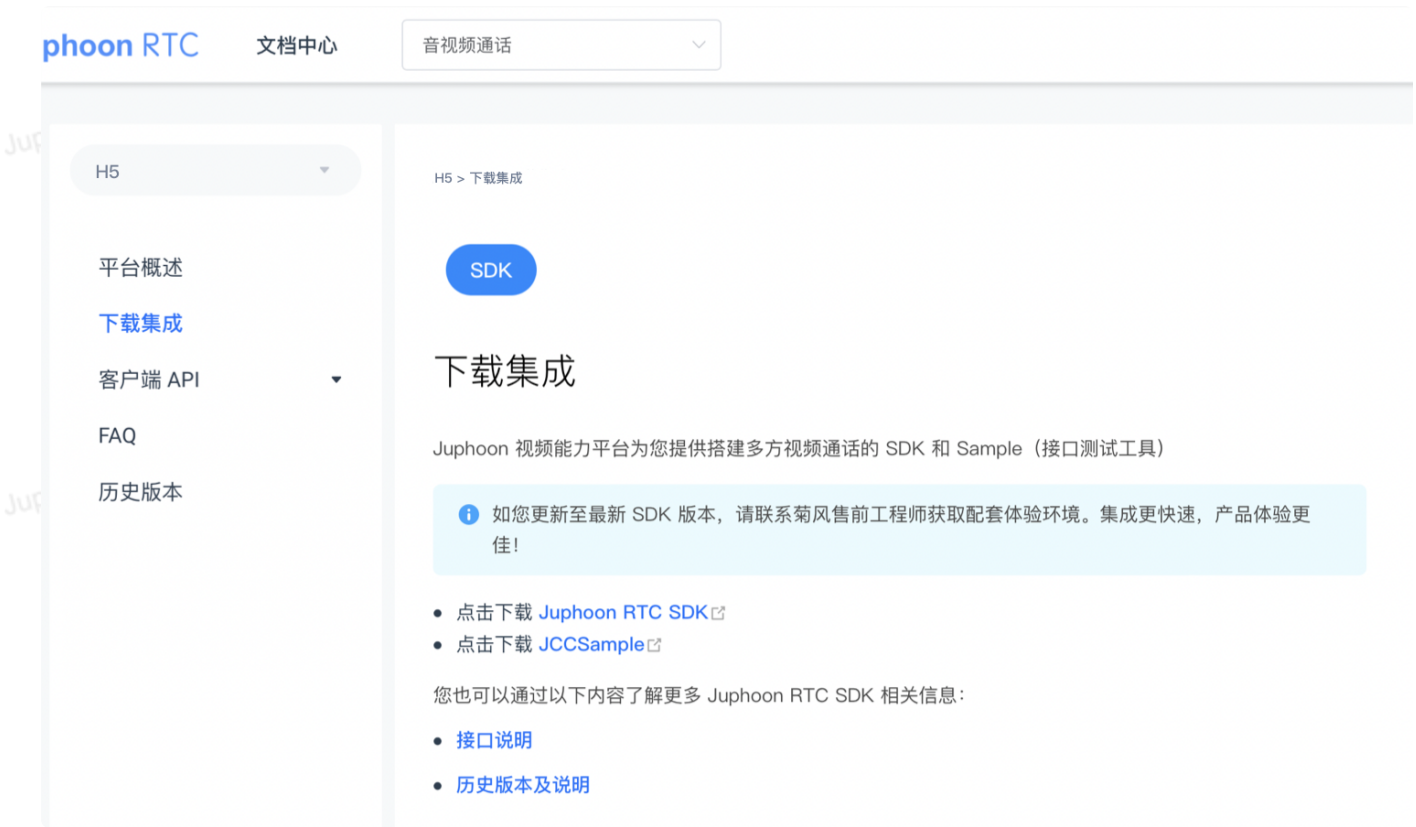 phoon RTC
文档中心
音视频通话
H5
平台概述
下载集成
客户端 API
FAQ
历史版本
H5 > 下载集成
SDK
下载集成
Juphoon 视频能力平台为您提供搭建多方视频通话的 SDK 和 Sample（接口测试工具）
如您更新至最新 SDK 版本，请联系菊风售前工程师获取配套体验环境。集成更快速，产品体验更
佳！
点击下载 Juphoon RTC SDK
点击下载 JCCSample
您也可以通过以下内容了解更多 Juphoon RTC SDK 相关信息：
接口说明
历史版本及说明
Jup
Jup